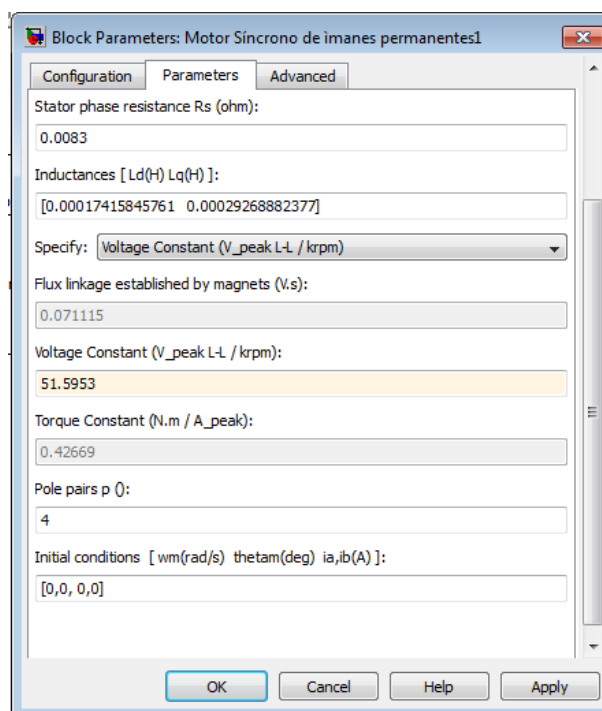 Block Parameters: Motor Síncrono de ìmanes permanentes1
Configuration Parameters Advanced
Stator phase resistance Rs (ohm):
0.0083
Inductances [ Ld(H) Lq(H) ]:
[0.00017415845761 0.00029268882377]
Specify: Voltage Constant (V_peak L-L / krpm)
Flux linkage established by magnets (V.s):
0.071115
Voltage Constant (V_peak L-L / krpm):
51.5953
Torque Constant (N.m / A_peak):
0.42669
Pole pairs p ():
4
Initial conditions [ wm(rad/s) thetam(deg) ia,ib(A) ]:
[0,0, 0,0]
OK Cancel Help Apply